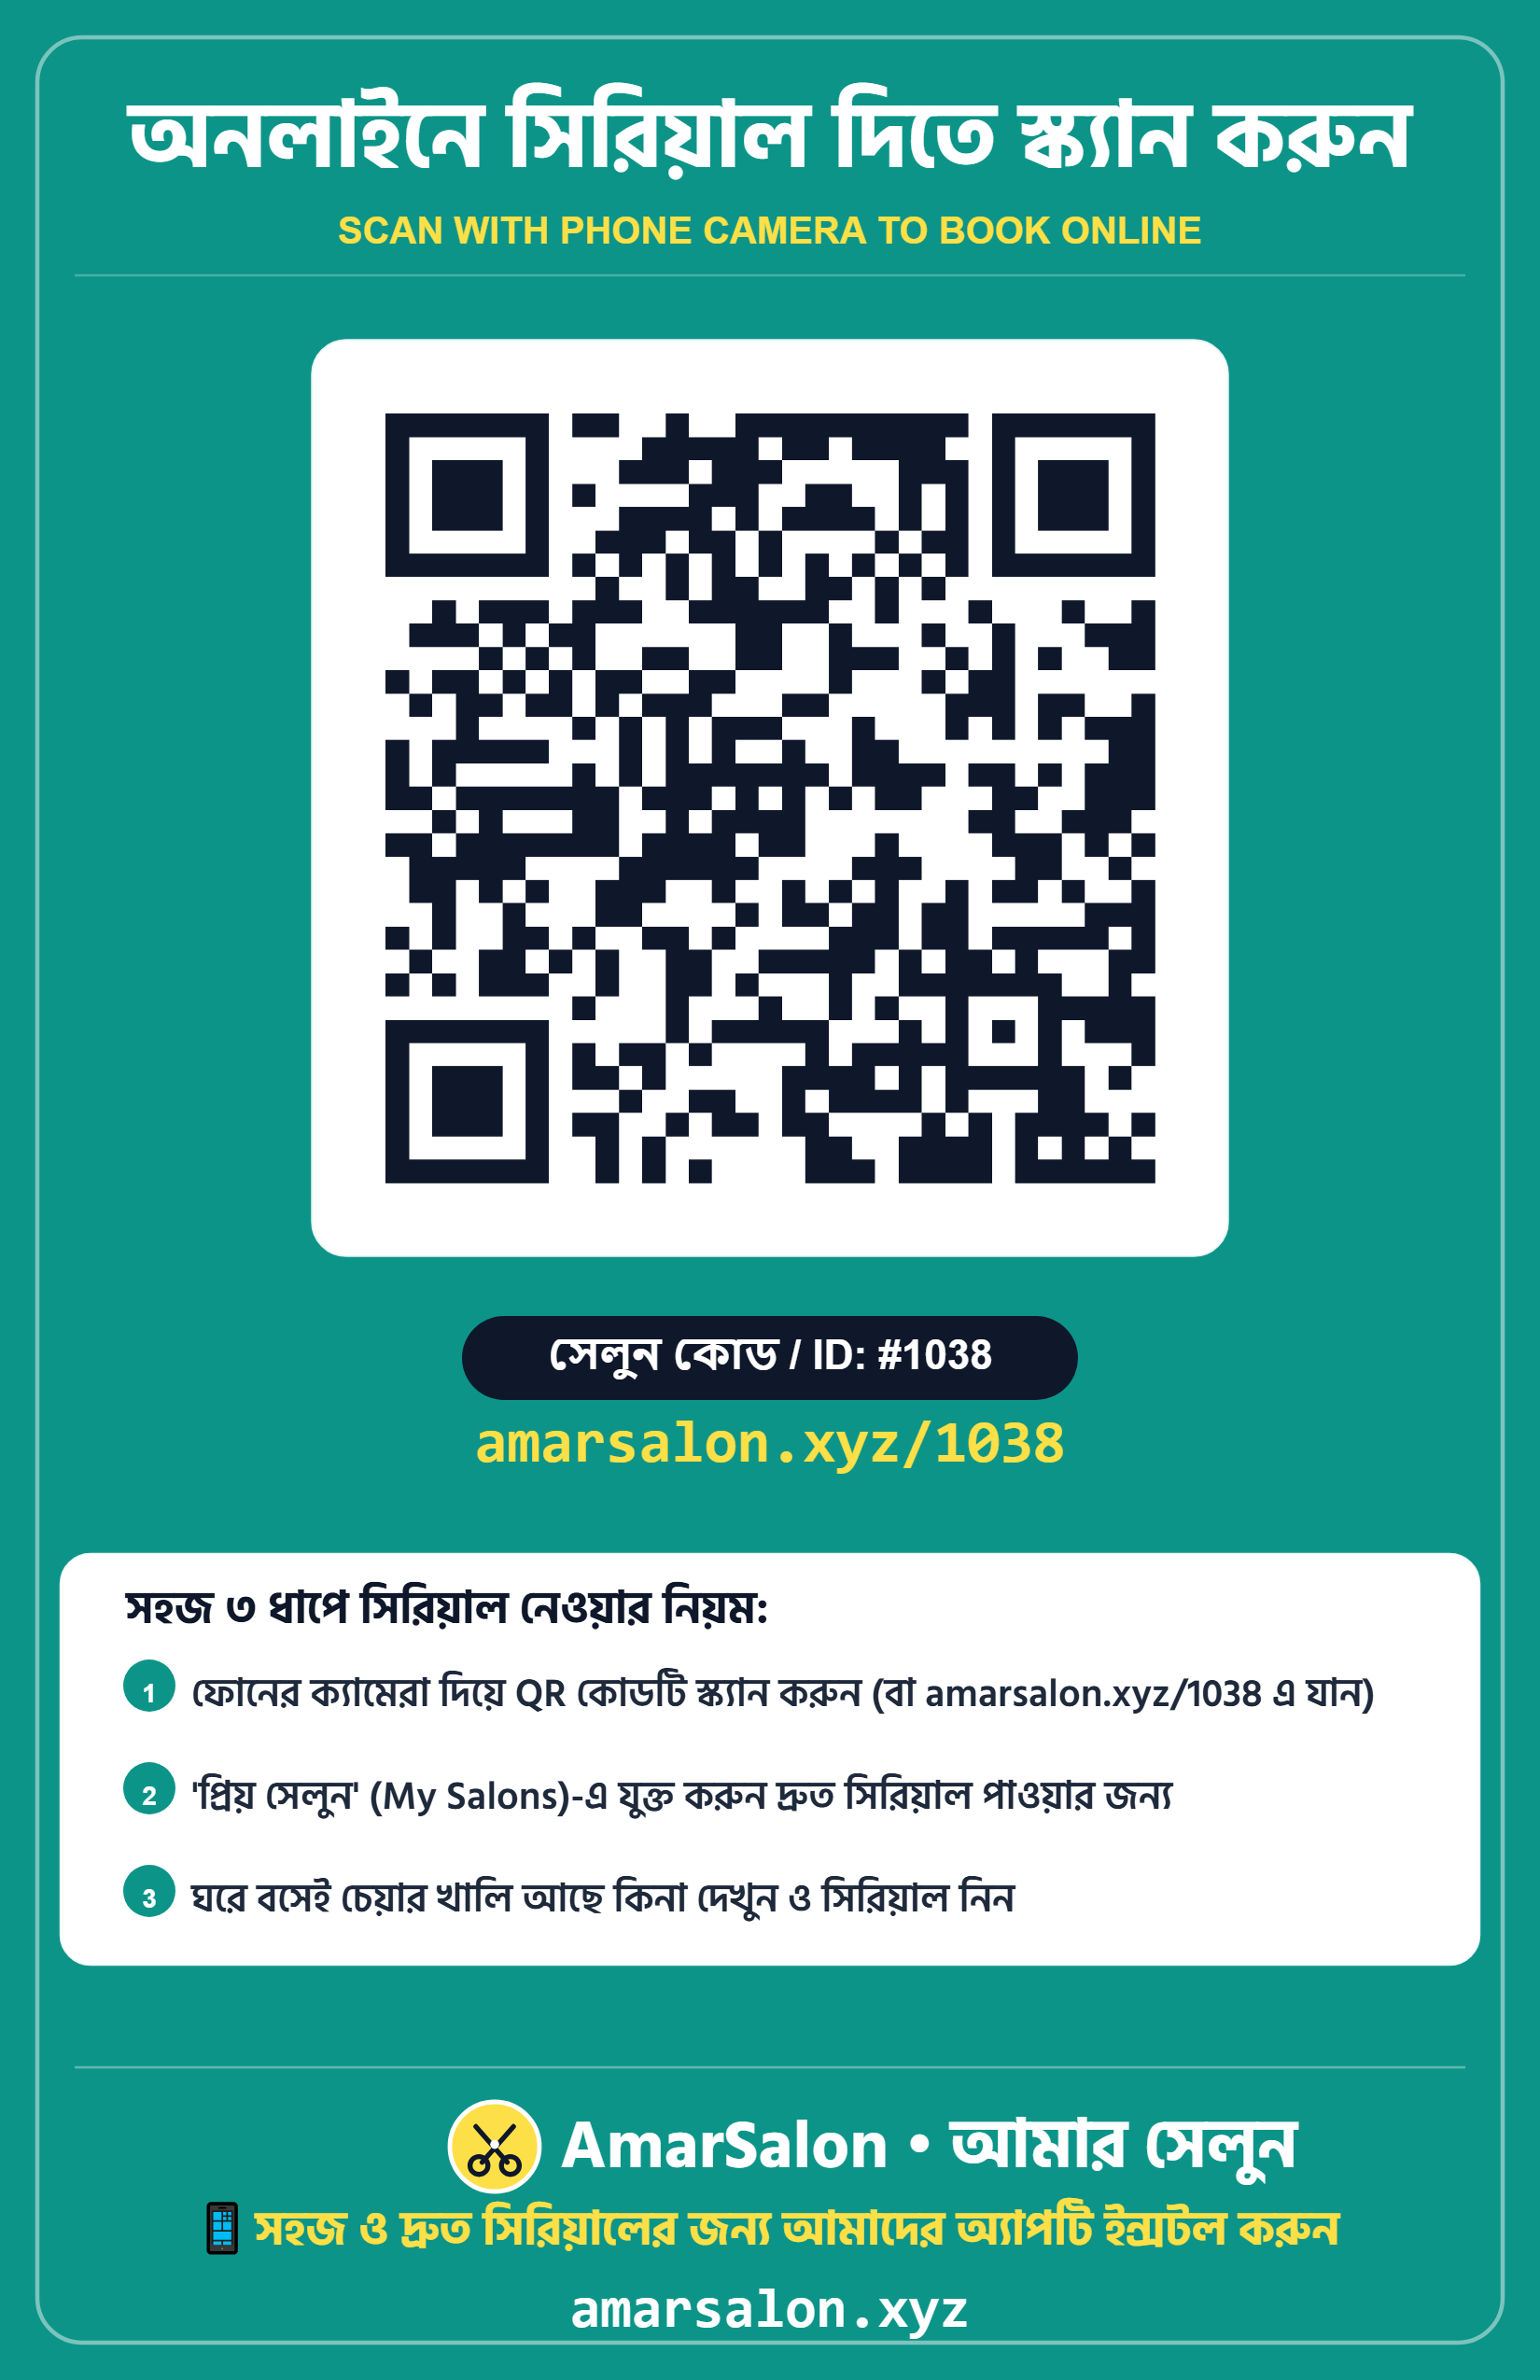 অনলাইনে সিরিয়াল দিতে স্ক্যান করুন
SCAN WITH PHONE CAMERA TO BOOK ONLINE
সেলুন কোড / ID: #1038
amarsalon.xyz/1038
সহজ ৩ ধাপে সিরিয়াল নেওয়ার নিয়ম:
1 ফোনের ক্যামেরা দিয়ে QR কোডটি স্ক্যান করুন (বা amarsalon.xyz/1038 এ যান)
2 'প্রিয় সেলুন' (My Salons)-এ যুক্ত করুন দ্রুত সিরিয়াল পাওয়ার জন্য
3 ঘরে বসেই চেয়ার খালি আছে কিনা দেখুন ও সিরিয়াল নিন
AmarSalon • আমার সেলুন
সহজ ও দ্রুত সিরিয়ালের জন্য আমাদের অ্যাপটি ইন্সটল করুন
amarsalon.xyz